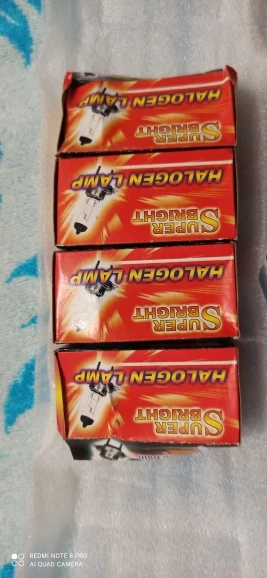 HALOGEN LAMP
SUPER
BRIGHT
HALOGEN LAMP
SUPER
BRIGHT
HALOGEN LAMP
SUPER
BRIGHT
HALOGEN LAMP
SUPER
BRIGHT
REDMI NOTE 8 PRO
AI QUAD CAMERA